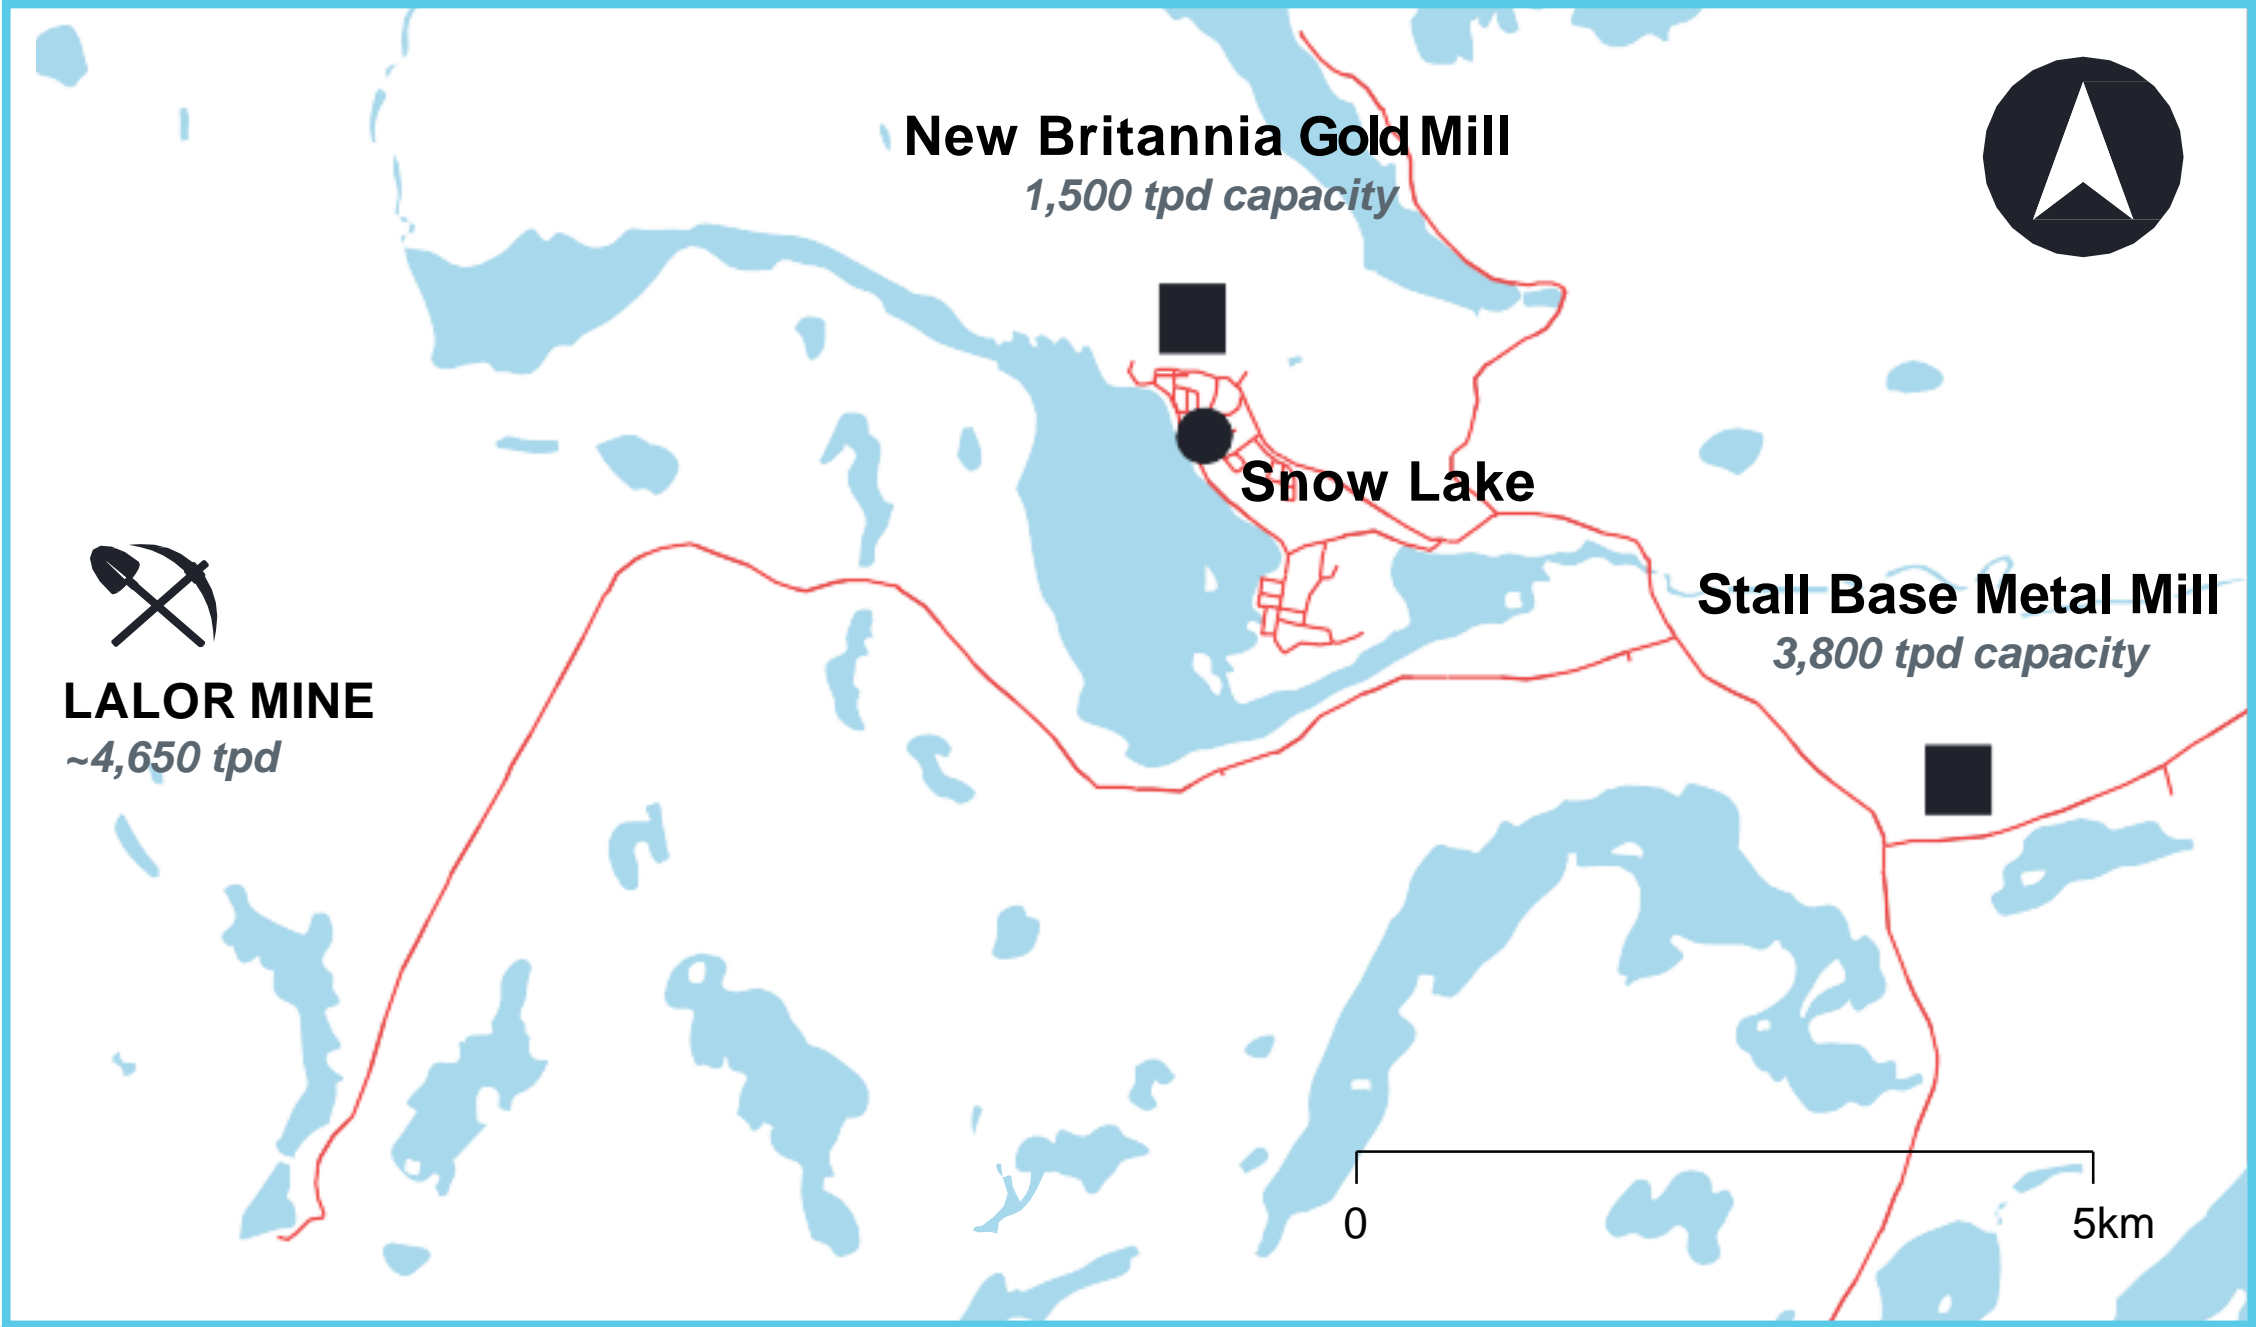 New Britannia Gold Mill
1,500 tpd capacity
Snow Lake
Stall Base Metal Mill
3,800 tpd capacity
LALOR MINE
~4,650 tpd
0
5km